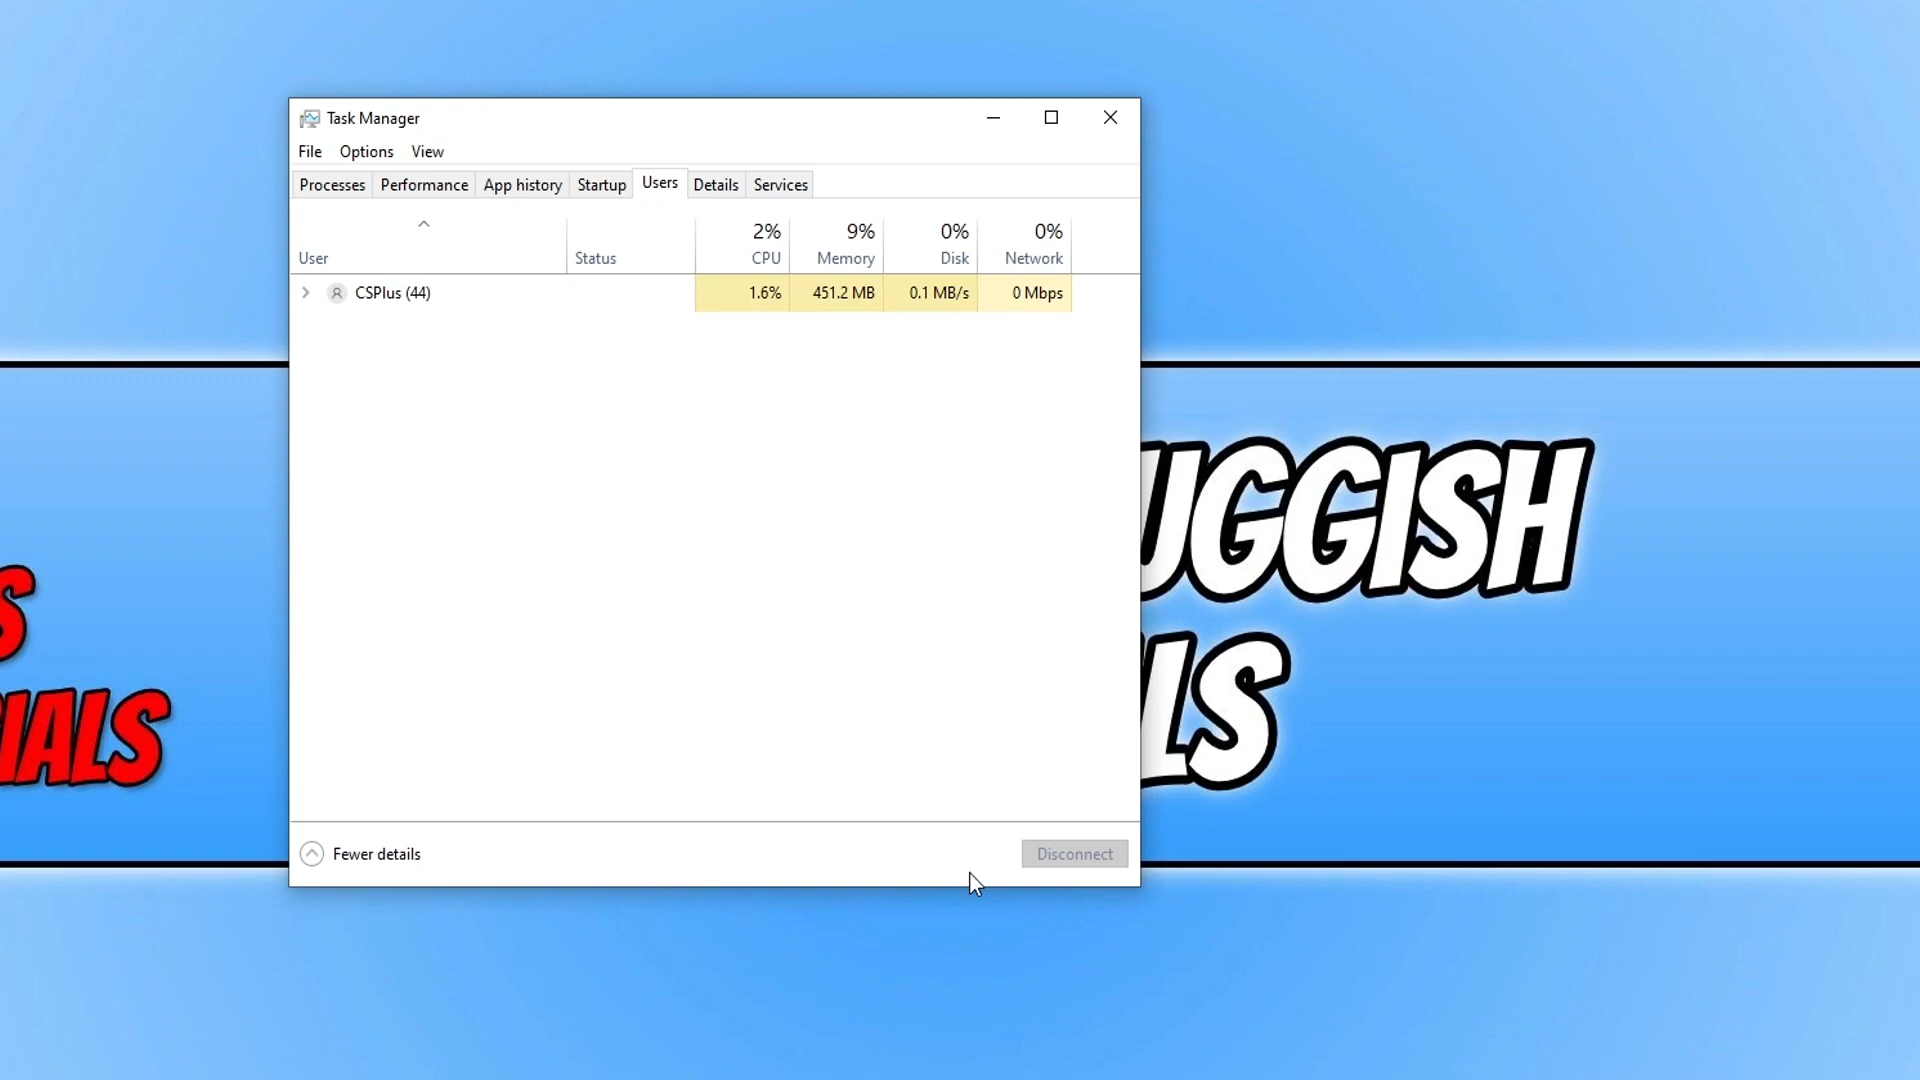 Task Manager
File Options View
Processes Performance App history Startup Users Details Services
2% 9% 0% 0%
User Status CPU Memory Disk Network
CSPlus (44) 1.6% 451.2 MB 0.1 MB/s 0 Mbps
UGGISH
S
IALS
LS
Fewer details Disconnect